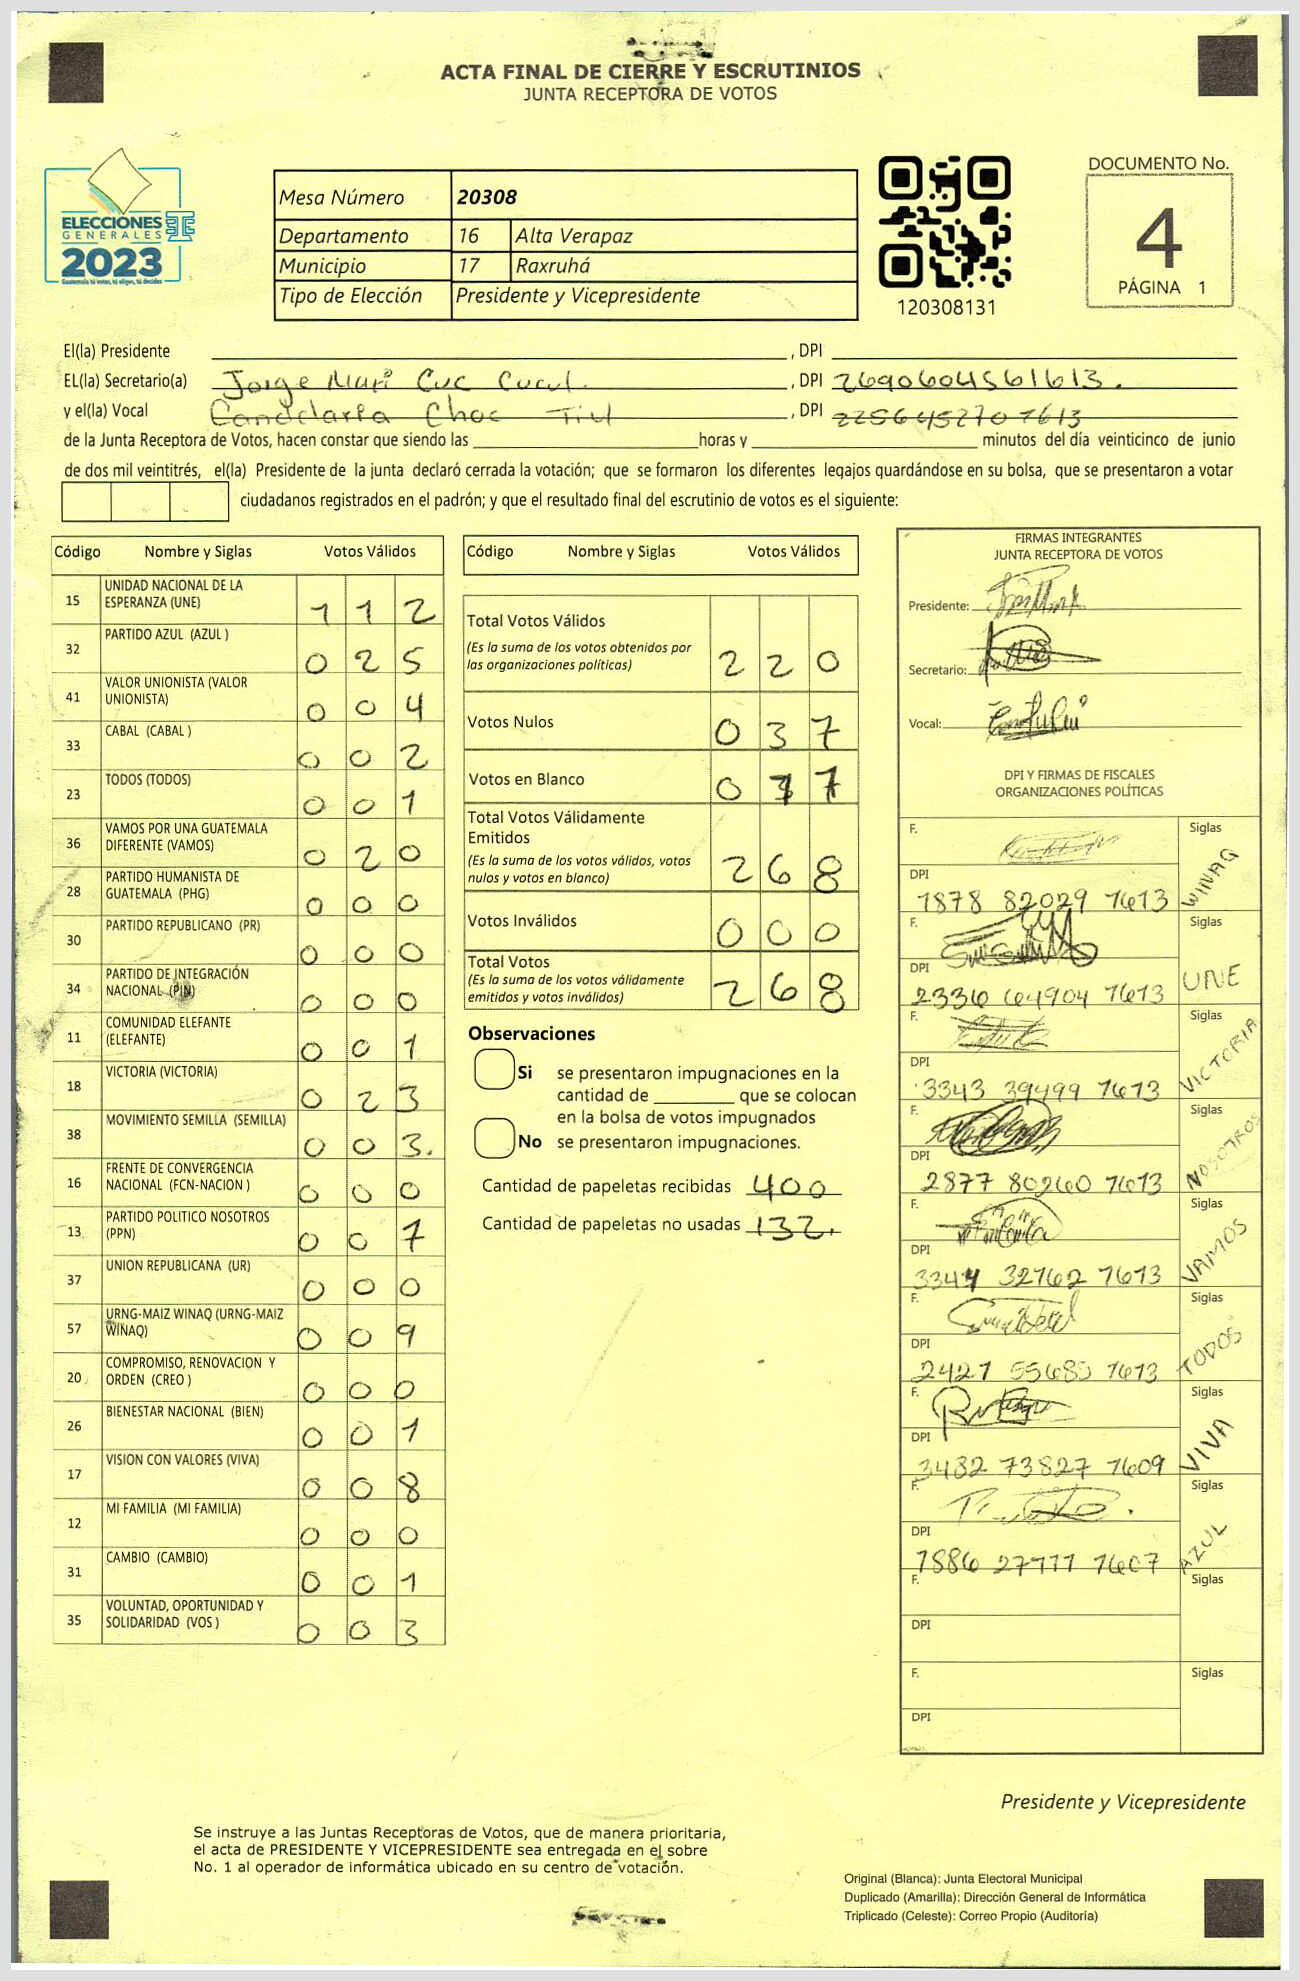 ACTA FINAL DE CIERRE Y ESCRUTINIOS
JUNTA RECEPTORA DE VOTOS
ELECCIONES
GENERALES
2023
Guatemala tú votas, tú eliges, tú decides
Mesa Número 20308
Departamento 16 Alta Verapaz
Municipio 17 Raxruhá
Tipo de Elección Presidente y Vicepresidente
120308131
DOCUMENTO No.
4
PÁGINA 1
El(la) Presidente , DPI
EL(la) Secretario(a) Jorge Mari Cuc Cucul. , DPI 2690604561613.
y el(la) Vocal Candelaria Choc Tiul , DPI 2256452707613
de la Junta Receptora de Votos, hacen constar que siendo las horas y minutos del día veinticinco de junio
de dos mil veintitrés, el(la) Presidente de la junta declaró cerrada la votación; que se formaron los diferentes legajos quardándose en su bolsa, que se presentaron a votar
ciudadanos registrados en el padrón; y que el resultado final del escrutinio de votos es el siguiente:
Código Nombre y Siglas Votos Válidos
15 UNIDAD NACIONAL DE LA ESPERANZA (UNE) 1 1 2
32 PARTIDO AZUL (AZUL ) 0 2 5
41 VALOR UNIONISTA (VALOR UNIONISTA) 0 0 4
33 CABAL (CABAL ) 0 0 2
23 TODOS (TODOS) 0 0 1
36 VAMOS POR UNA GUATEMALA DIFERENTE (VAMOS) 0 2 0
28 PARTIDO HUMANISTA DE GUATEMALA (PHG) 0 0 0
30 PARTIDO REPUBLICANO (PR) 0 0 0
34 PARTIDO DE INTEGRACIÓN NACIONAL (PIN) 0 0 0
11 COMUNIDAD ELEFANTE (ELEFANTE) 0 0 1
18 VICTORIA (VICTORIA) 0 2 3
38 MOVIMIENTO SEMILLA (SEMILLA) 0 0 3.
16 FRENTE DE CONVERGENCIA NACIONAL (FCN-NACION ) 0 0 0
13 PARTIDO POLITICO NOSOTROS (PPN) 0 0 7
37 UNION REPUBLICANA (UR) 0 0 0
57 URNG-MAIZ WINAQ (URNG-MAIZ WINAQ) 0 0 9
20 COMPROMISO, RENOVACION Y ORDEN (CREO ) 0 0 0
26 BIENESTAR NACIONAL (BIEN) 0 0 1
17 VISION CON VALORES (VIVA) 0 0 8
12 MI FAMILIA (MI FAMILIA) 0 0 0
31 CAMBIO (CAMBIO) 0 0 1
35 VOLUNTAD, OPORTUNIDAD Y SOLIDARIDAD (VOS ) 0 0 3
Código Nombre y Siglas Votos Válidos
Total Votos Válidos
(Es la suma de los votos obtenidos por
las organizaciones políticas) 2 2 0
Votos Nulos 0 3 7
Votos en Blanco 0 1 1
Total Votos Válidamente
Emitidos
(Es la suma de los votos válidos, votos
nulos y votos en blanco) 2 6 8
Votos Inválidos 0 0 0
Total Votos
(Es la suma de los votos válidamente
emitidos y votos inválidos) 2 6 8
Observaciones
Si se presentaron impugnaciones en la
cantidad de que se colocan
en la bolsa de votos impugnados
No se presentaron impugnaciones.
Cantidad de papeletas recibidas 400
Cantidad de papeletas no usadas 132.
FIRMAS INTEGRANTES
JUNTA RECEPTORA DE VOTOS
Presidente:
Secretario:
Vocal:
DPI Y FIRMAS DE FISCALES
ORGANIZACIONES POLÍTICAS
F. Siglas WINAQ
DPI 1878 82029 1613
F. Siglas UNE
DPI 2336 64904 1613
F. Siglas VICTORIA
DPI 3343 39499 1613
F. Siglas NOSOTROS
DPI 2877 80260 1613
F. Siglas VAMOS
DPI 3344 32762 1613
F. Siglas TODOS
DPI 2421 55685 1613
F. Siglas VIVA
DPI 3432 73827 1609
F. Siglas AZUL
DPI 1886 27111 1607
F. Siglas
DPI
F. Siglas
DPI
Presidente y Vicepresidente
Se instruye a las Juntas Receptoras de Votos, que de manera prioritaria,
el acta de PRESIDENTE Y VICEPRESIDENTE sea entregada en el sobre
No. 1 al operador de informática ubicado en su centro de votación.
Original (Blanca): Junta Electoral Municipal
Duplicado (Amarilla): Dirección General de Informática
Triplicado (Celeste): Correo Propio (Auditoría)